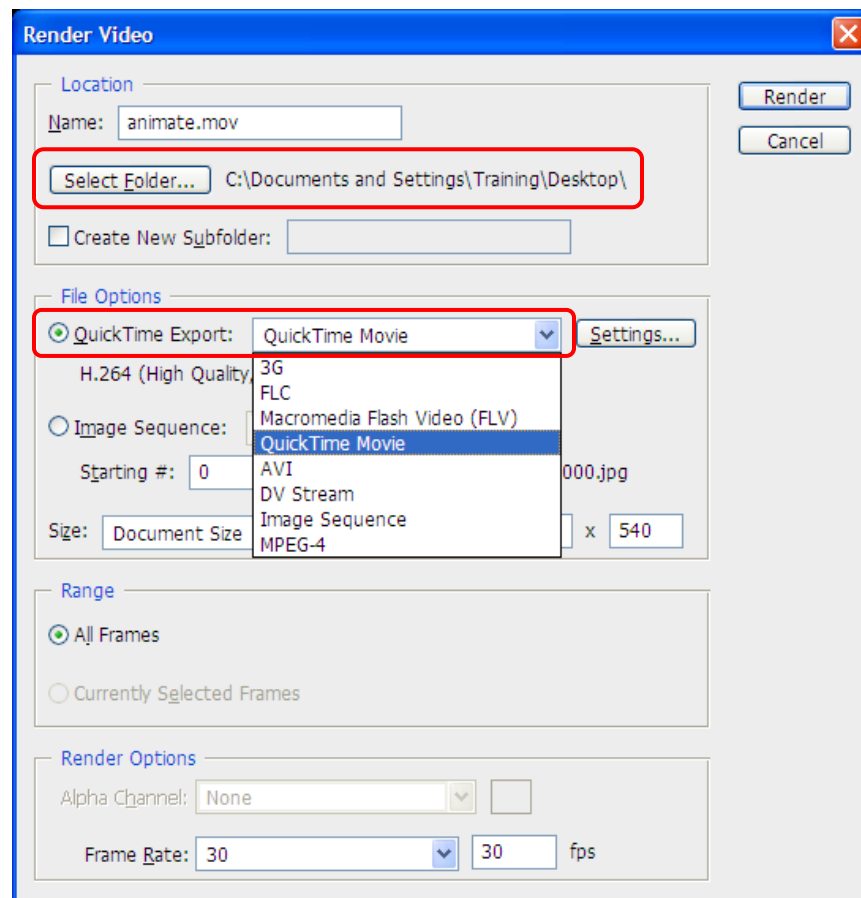 Render Video
Location
Render
Name: animate.mov
Cancel
Select Folder... C:\Documents and Settings\Training\Desktop\
Create New Subfolder:
File Options
QuickTime Export: QuickTime Movie Settings...
H.264 (High Quality,
3G
FLC
Macromedia Flash Video (FLV)
Image Sequence:
QuickTime Movie
Starting #: 0 AVI 000.jpg
DV Stream
Image Sequence
Size: Document Size x 540
MPEG-4
Range
All Frames
Currently Selected Frames
Render Options
Alpha Channel: None
Frame Rate: 30 30 fps